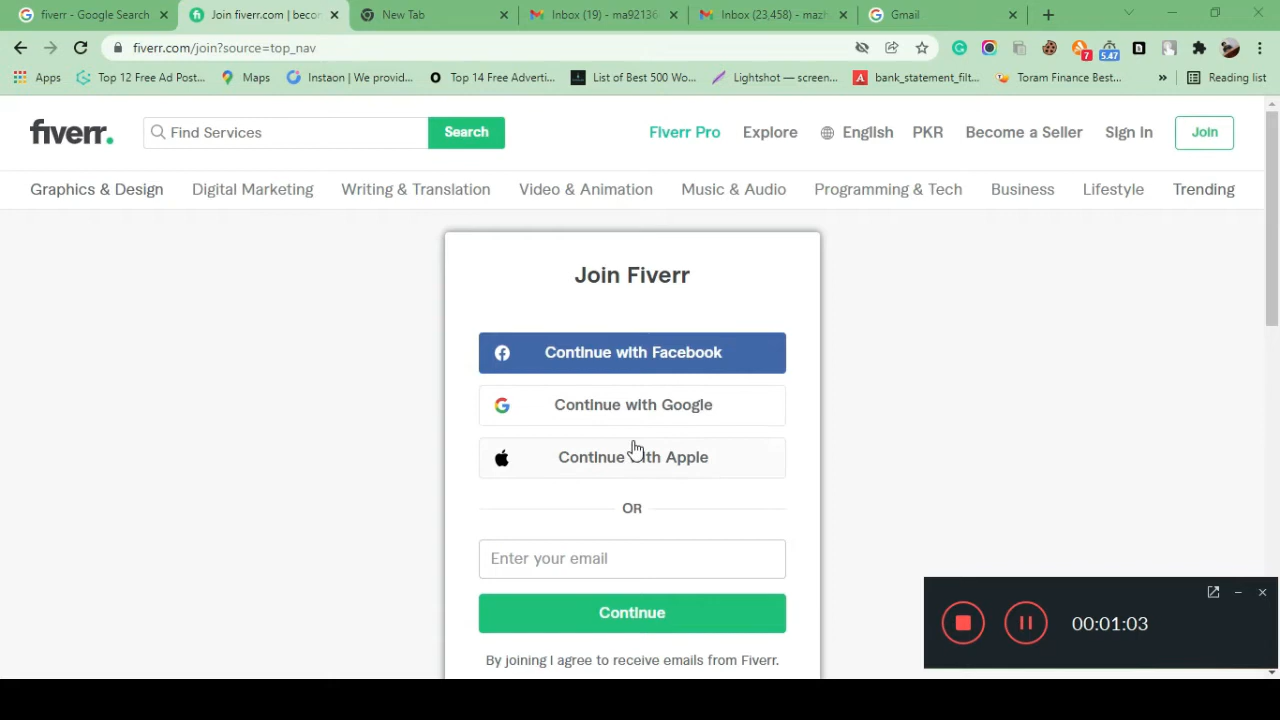 fiverr - Google Search
Join fiverr.com | becor
New Tab
Inbox (19) - ma92136
Inbox (23,458) - mazh
Gmail
fiverr.com/join?source=top_nav
7
5.47
Apps
Top 12 Free Ad Post...
Maps
Instaon | We provid...
Top 14 Free Adverti...
List of Best 500 Wo...
Lightshot — screen...
bank_statement_filt...
Toram Finance Best...
»
Reading list
fiverr.
Find Services
Search
Fiverr Pro
Explore
English
PKR
Become a Seller
Sign In
Join
Graphics & Design
Digital Marketing
Writing & Translation
Video & Animation
Music & Audio
Programming & Tech
Business
Lifestyle
Trending
Join Fiverr
Continue with Facebook
Continue with Google
Continue with Apple
OR
Enter your email
Continue
By joining I agree to receive emails from Fiverr.
00:01:03